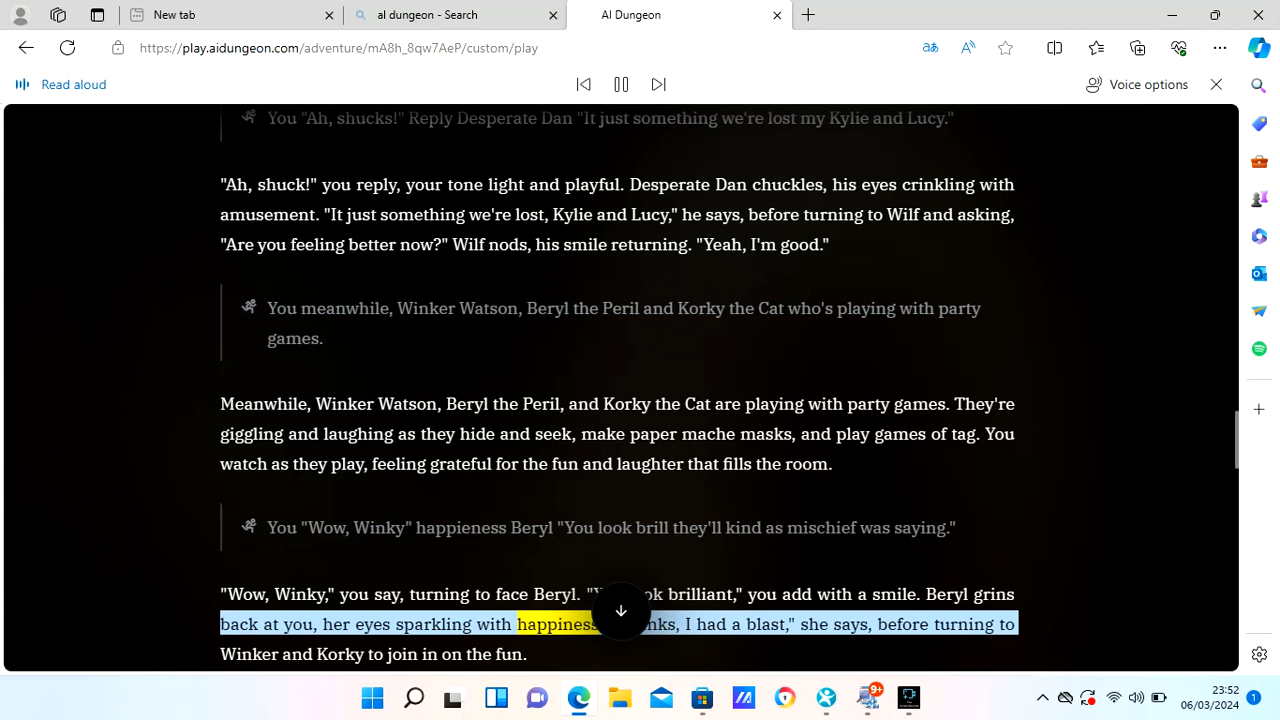 New tab
al dungeon - Search
AI Dungeon
https://play.aidungeon.com/adventure/mA8h_8qw7AeP/custom/play
Read aloud
Voice options
You "Ah, shucks!" Reply Desperate Dan "It just something we're lost my Kylie and Lucy."
"Ah, shuck!" you reply, your tone light and playful. Desperate Dan chuckles, his eyes crinkling with
amusement. "It just something we're lost, Kylie and Lucy," he says, before turning to Wilf and asking,
"Are you feeling better now?" Wilf nods, his smile returning. "Yeah, I'm good."
You meanwhile, Winker Watson, Beryl the Peril and Korky the Cat who's playing with party
games.
Meanwhile, Winker Watson, Beryl the Peril, and Korky the Cat are playing with party games. They're
giggling and laughing as they hide and seek, make paper mache masks, and play games of tag. You
watch as they play, feeling grateful for the fun and laughter that fills the room.
You "Wow, Winky" happieness Beryl "You look brill they'll kind as mischief was saying."
"Wow, Winky," you say, turning to face Beryl. "Y ok brilliant," you add with a smile. Beryl grins
back at you, her eyes sparkling with happiness nks, I had a blast," she says, before turning to
Winker and Korky to join in on the fun.
9+
23:52
06/03/2024
1